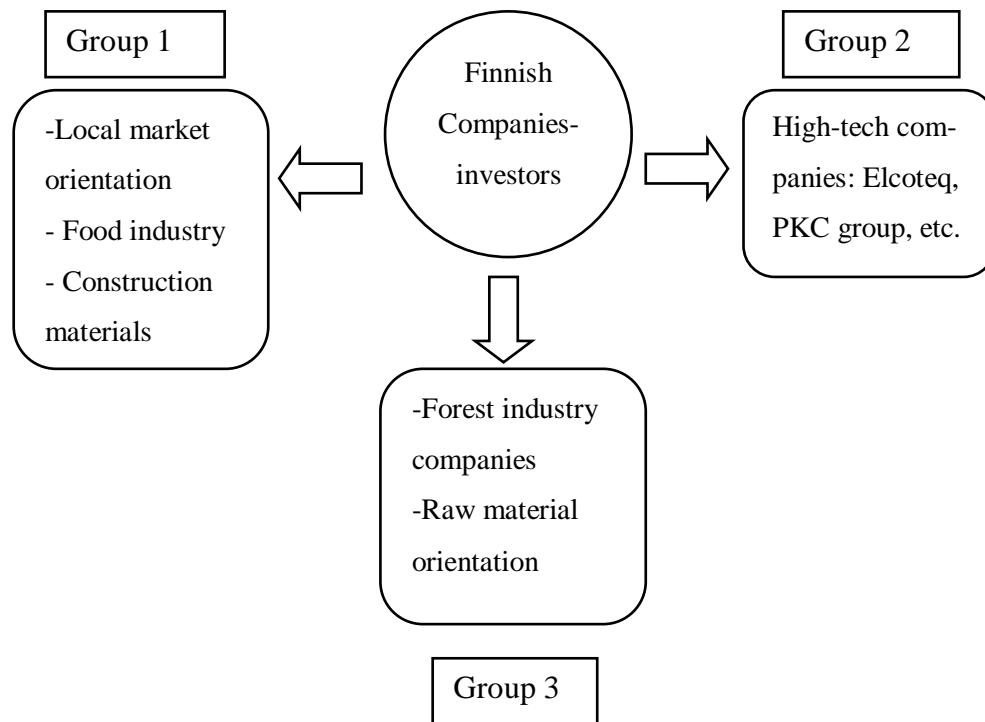 Group 1
-Local market
orientation
- Food industry
- Construction
materials
Finnish
Companies-
investors
Group 2
High-tech com-
panies: Elcoteq,
PKC group, etc.
-Forest industry
companies
-Raw material
orientation
Group 3